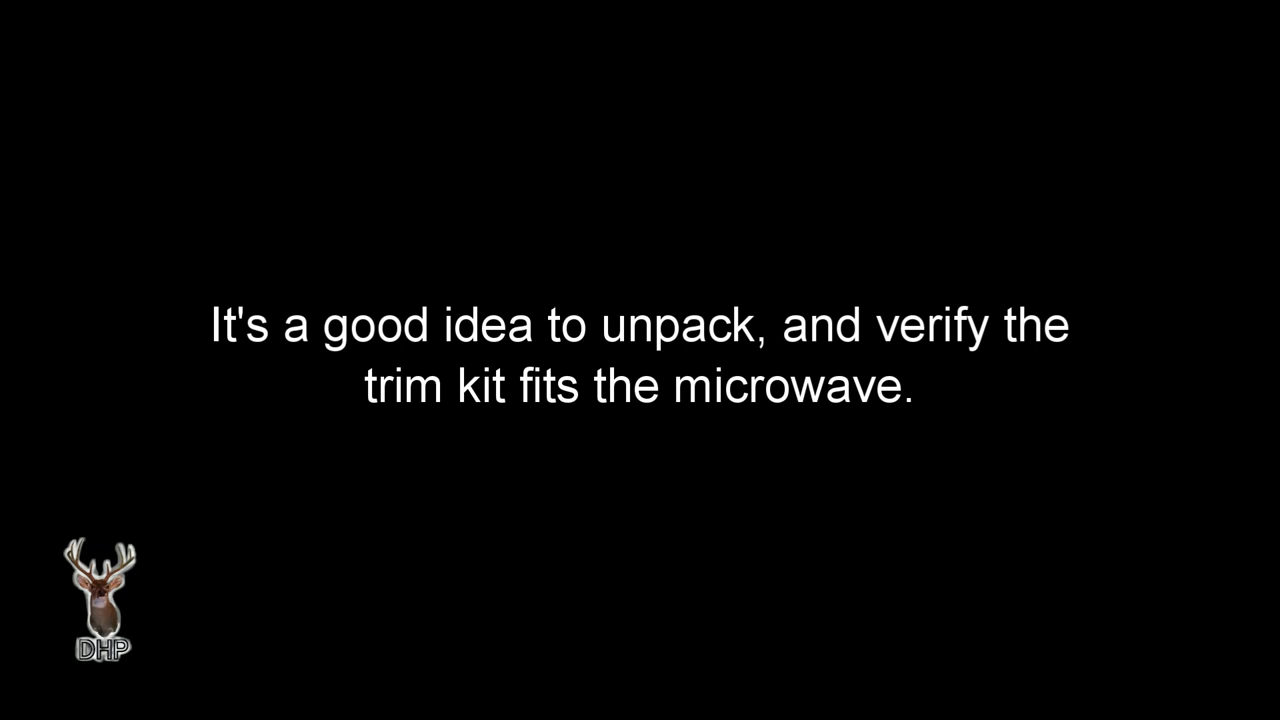 It's a good idea to unpack, and verify the
trim kit fits the microwave.
DHP